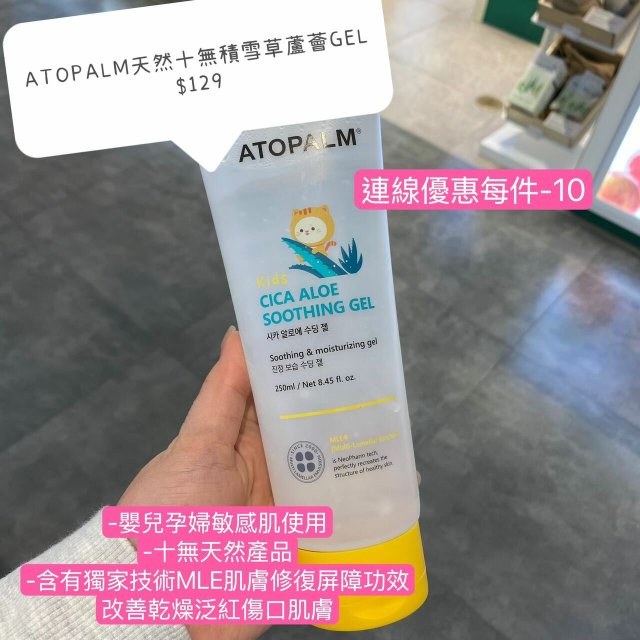 ATOPALM天然十無積雪草蘆薈GEL
$129
ATOPALM®
連線優惠每件-10
Kids
CICA ALOE
SOOTHING GEL
시카 알로에 수딩 젤
Soothing & moisturizing gel
진정 보습 수딩 젤
250ml / Net 8.45 fl. oz.
MLE®
is NeoPharm tech,
perfectly recreates the
structure of healthy skin.
-嬰兒孕婦敏感肌使用
-十無天然產品
-含有獨家技術MLE肌膚修復屏障功效
改善乾燥泛紅傷口肌膚